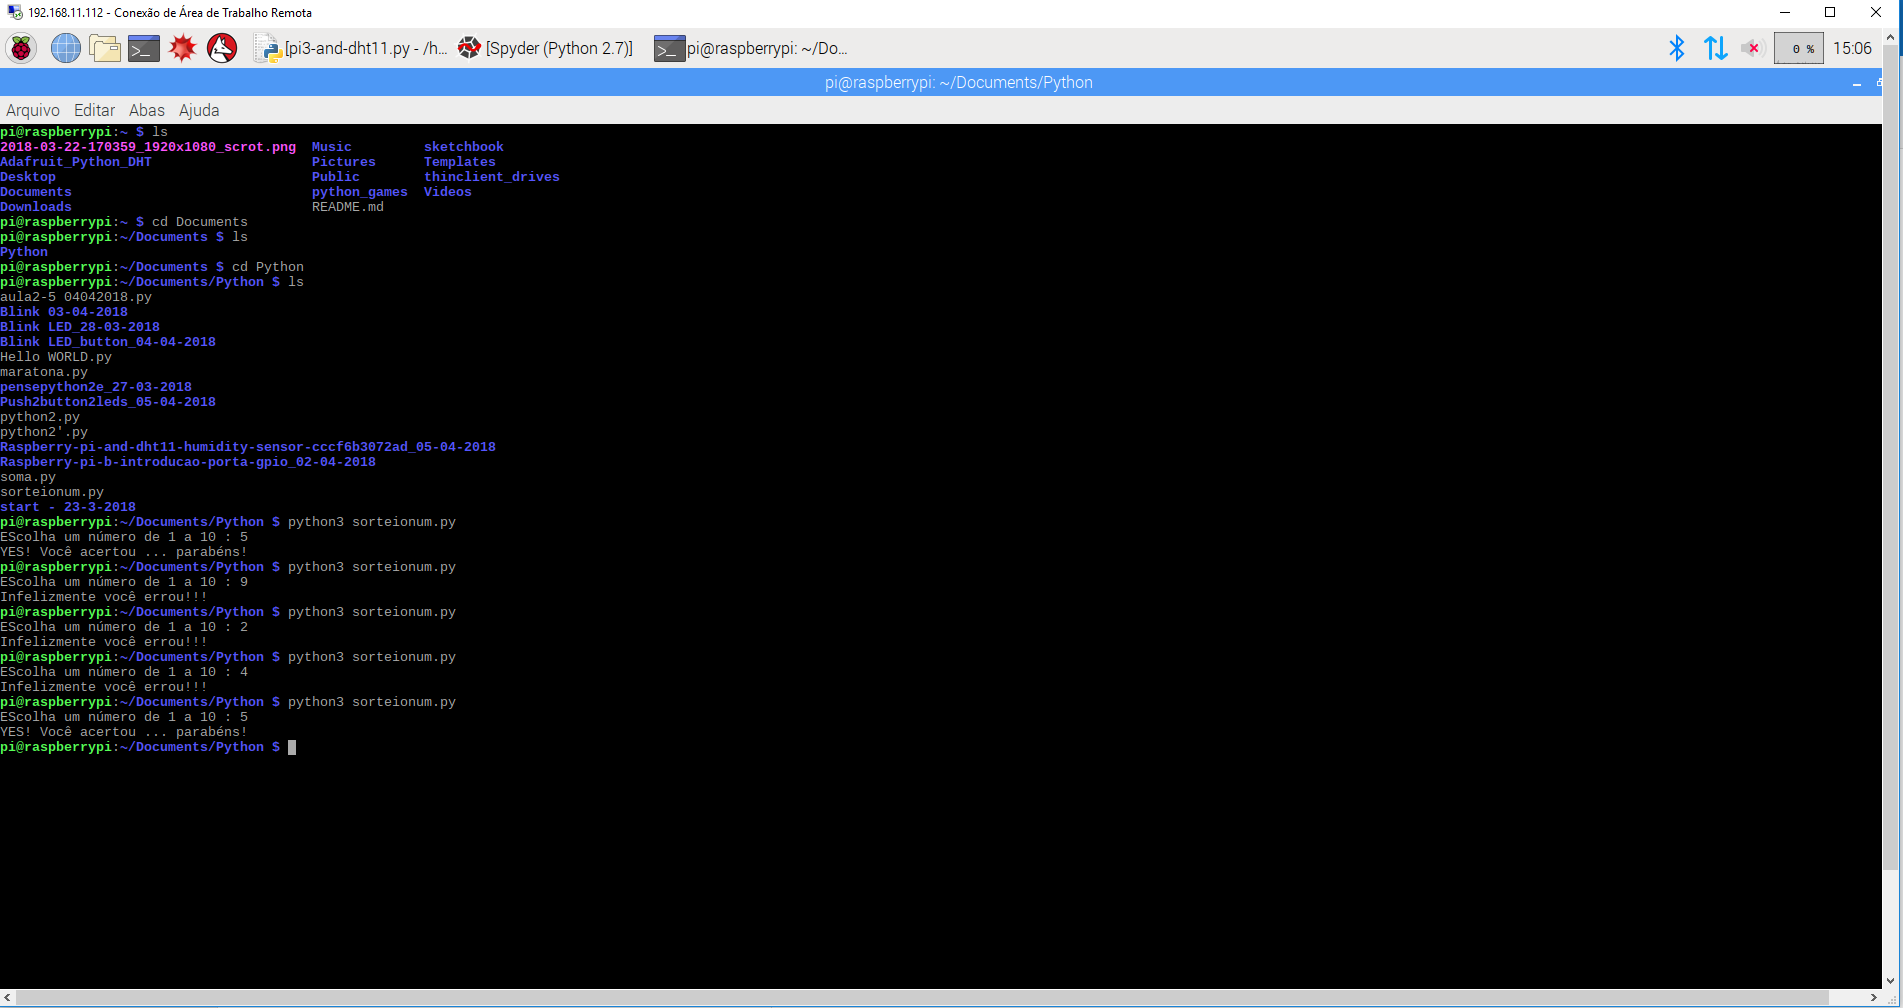 192.168.11.112 - Conexão de Área de Trabalho Remota
[pi3-and-dht11.py - /h... [Spyder (Python 2.7)] pi@raspberrypi: ~/Do... 0 % 15:06
pi@raspberrypi: ~/Documents/Python
Arquivo Editar Abas Ajuda
pi@raspberrypi:~ $ ls
2018-03-22-170359_1920x1080_scrot.png Music sketchbook
Adafruit_Python_DHT Pictures Templates
Desktop Public thinclient_drives
Documents python_games Videos
Downloads README.md
pi@raspberrypi:~ $ cd Documents
pi@raspberrypi:~/Documents $ ls
Python
pi@raspberrypi:~/Documents $ cd Python
pi@raspberrypi:~/Documents/Python $ ls
aula2-5 04042018.py
Blink 03-04-2018
Blink LED_28-03-2018
Blink LED_button_04-04-2018
Hello WORLD.py
maratona.py
pensepython2e_27-03-2018
Push2button2leds_05-04-2018
python2.py
python2'.py
Raspberry-pi-and-dht11-humidity-sensor-cccf6b3072ad_05-04-2018
Raspberry-pi-b-introducao-porta-gpio_02-04-2018
soma.py
sorteionum.py
start - 23-3-2018
pi@raspberrypi:~/Documents/Python $ python3 sorteionum.py
EScolha um número de 1 a 10 : 5
YES! Você acertou ... parabéns!
pi@raspberrypi:~/Documents/Python $ python3 sorteionum.py
EScolha um número de 1 a 10 : 9
Infelizmente você errou!!!
pi@raspberrypi:~/Documents/Python $ python3 sorteionum.py
EScolha um número de 1 a 10 : 2
Infelizmente você errou!!!
pi@raspberrypi:~/Documents/Python $ python3 sorteionum.py
EScolha um número de 1 a 10 : 4
Infelizmente você errou!!!
pi@raspberrypi:~/Documents/Python $ python3 sorteionum.py
EScolha um número de 1 a 10 : 5
YES! Você acertou ... parabéns!
pi@raspberrypi:~/Documents/Python $